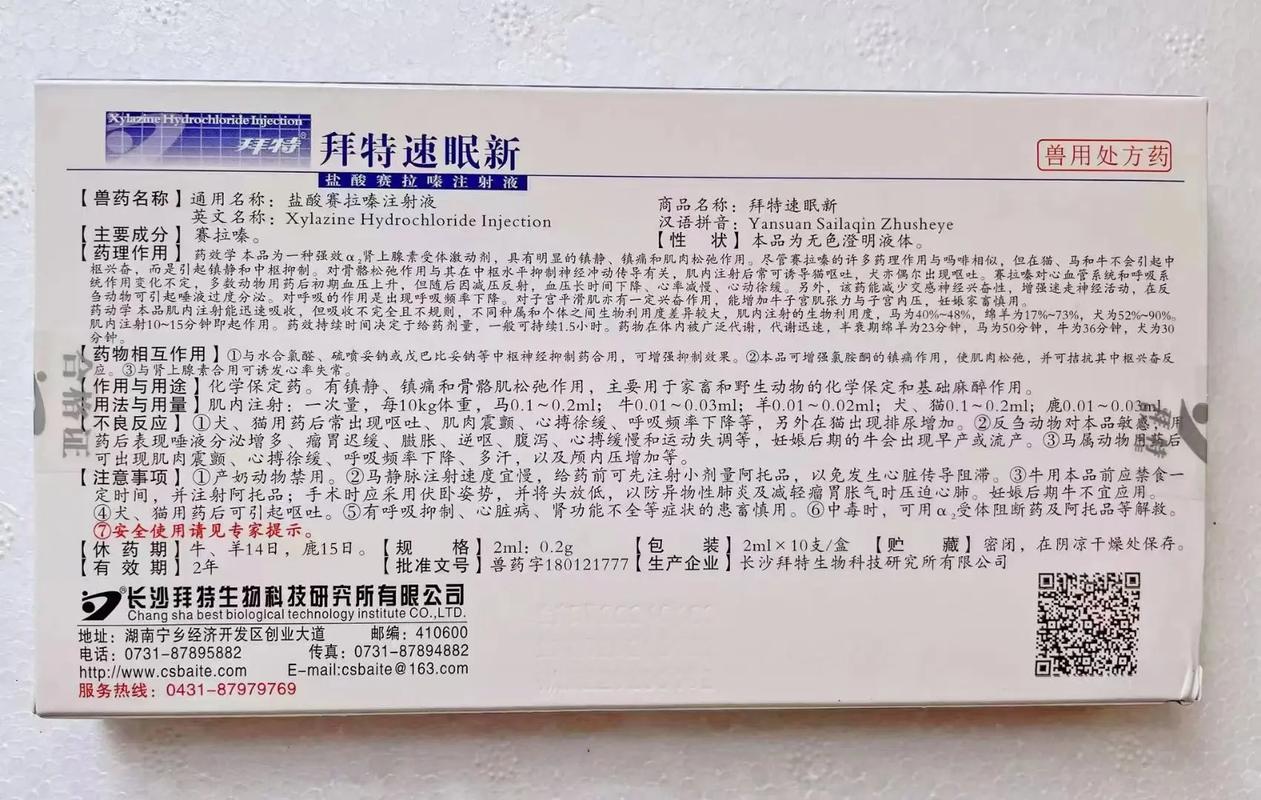 Xylazine Hydrochloride Injection
拜特®
拜特速眠新
盐酸赛拉嗪注射液
兽用处方药
【兽药名称】通用名称：盐酸赛拉嗪注射液 商品名称：拜特速眠新
英文名称：Xylazine Hydrochloride Injection 汉语拼音：Yansuan Sailaqin Zhusheye
【主要成分】赛拉嗪。 【性 状】本品为无色澄明液体。
【药理作用】药效学 本品为一种强效α₂肾上腺素受体激动剂，具有明显的镇静、镇痛和肌肉松弛作用。尽管赛拉嗪的许多药理作用与吗啡相似，但在猫、马和牛不会引起中
枢兴奋，而是引起镇静和中枢抑制。对骨骼松弛作用与其在中枢水平抑制神经冲动传导有关，肌内注射后常可诱导猫呕吐，犬亦偶尔出现呕吐。赛拉嗪对心血管系统和呼吸系
统作用变化不定，多数动物用药后初期血压上升，但随后因减压反射，血压长时间下降、心率减慢、心动徐缓。另外，该药能减少交感神经兴奋性，增强迷走神经活动，在反
刍动物可引起唾液过度分泌。对呼吸的作用是出现呼吸频率下降。对子宫平滑肌亦有一定兴奋作用，能增加牛子宫肌张力与子宫内压，妊娠家畜慎用。
药动学 本品肌内注射能迅速吸收，但吸收不完全且不规则，不同种属和个体之间生物利用度差异较大，肌内注射的生物利用度，马为40%~48%，绵羊为17%~73%，犬为52%~90%。
肌内注射10~15分钟即起作用。药效持续时间决定于给药剂量，一般可持续1.5小时。药物在体内被广泛代谢，代谢迅速，半衰期绵羊为23分钟，马为50分钟，牛为36分钟，犬为30
分钟。
【药物相互作用】①与水合氯醛、硫喷妥钠或戊巴比妥钠等中枢神经抑制药合用，可增强抑制效果。②本品可增强氯胺酮的镇痛作用，使肌肉松弛，并可拮抗其中枢兴奋反
应。③与肾上腺素合用可诱发心率失常。
【作用与用途】化学保定药。有镇静、镇痛和骨骼肌松弛作用，主要用于家畜和野生动物的化学保定和基础麻醉作用。
【用法与用量】肌内注射：一次量，每10kg体重，马0.1~0.2ml；牛0.01~0.03ml；羊0.01~0.02ml；犬、猫0.1~0.2ml；鹿0.01~0.03ml
【不良反应】①犬、猫用药后常出现呕吐、肌肉震颤、心搏徐缓、呼吸频率下降等，另外在猫出现排尿增加。②反刍动物对本品敏感，用
药后表现唾液分泌增多、瘤胃迟缓、臌胀、逆呕、腹泻、心搏缓慢和运动失调等，妊娠后期的牛会出现早产或流产。③马属动物用药后
可出现肌肉震颤、心搏徐缓、呼吸频率下降、多汗，以及颅内压增加等。
【注意事项】①产奶动物禁用。②马静脉注射速度宜慢，给药前可先注射小剂量阿托品，以免发生心脏传导阻滞。③牛用本品前应禁食一
定时间，并注射阿托品；手术时应采用伏卧姿势，并将头放低，以防异物性肺炎及减轻瘤胃胀气时压迫心肺。妊娠后期牛不宜应用。
④犬、猫用药后可引起呕吐。⑤有呼吸抑制、心脏病、肾功能不全等症状的患畜慎用。⑥中毒时，可用α₂受体阻断药及阿托品等解救。
⑦安全使用请见专家提示。
【休 药 期】牛、羊14日，鹿15日。【规 格】2ml：0.2g 【包 装】2ml×10支/盒 【贮 藏】密闭，在阴凉干燥处保存。
【有 效 期】2年 【批准文号】兽药字180121777【生产企业】长沙拜特生物科技研究所有限公司
长沙拜特生物科技研究所有限公司
Chang sha best biological technology institute CO.,LTD.
地址：湖南宁乡经济开发区创业大道 邮编：410600
电话：0731-87895882 传真：0731-87894882
http://www.csbaite.com E-mail:csbaite@163.com
服务热线：0431-87979769
合格证
拜特